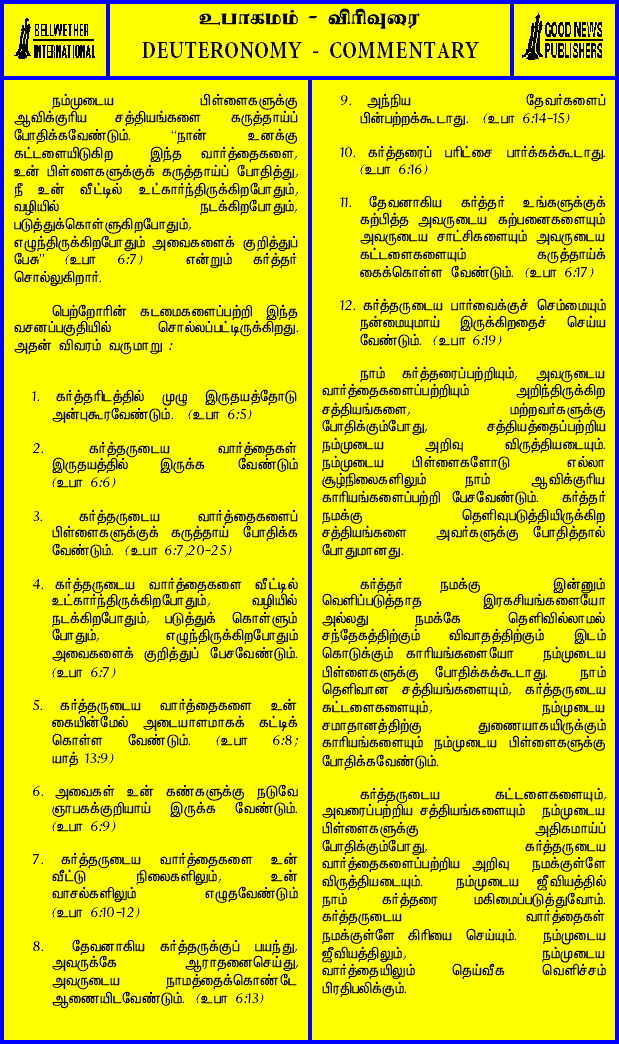 BELLWETHER
INTERNATIONAL
உபாகமம் - விரிவுரை
DEUTERONOMY - COMMENTARY
GOOD NEWS
PUBLISHERS
நம்முடைய பிள்ளைகளுக்கு
ஆவிக்குரிய சத்தியங்களை கருத்தாய்ப்
போதிக்கவேண்டும். “நான் உனக்கு
கட்டளையிடுகிற இந்த வார்த்தைகளை,
உன் பிள்ளைகளுக்குக் கருத்தாய்ப் போதித்து,
நீ உன் வீட்டில் உட்கார்ந்திருக்கிறபோதும்,
வழியில் நடக்கிறபோதும்,
படுத்துக்கொள்ளுகிறபோதும்,
எழுந்திருக்கிறபோதும் அவைகளைக் குறித்துப்
பேசு” (உபா 6:7) என்றும் கர்த்தர்
சொல்லுகிறார்.
பெற்றோரின் கடமைகளைப்பற்றி இந்த
வசனப்பகுதியில் சொல்லப்பட்டிருக்கிறது.
அதன் விவரம் வருமாறு :
1. கர்த்தரிடத்தில் முழு இருதயத்தோடு
அன்புகூரவேண்டும். (உபா 6:5)
2. கர்த்தருடைய வார்த்தைகள்
இருதயத்தில் இருக்க வேண்டும்
(உபா 6:6)
3. கர்த்தருடைய வார்த்தைகளைப்
பிள்ளைகளுக்குக் கருத்தாய் போதிக்க
வேண்டும். (உபா 6:7,20-25)
4. கர்த்தருடைய வார்த்தைகளை வீட்டில்
உட்கார்ந்திருக்கிறபோதும், வழியில்
நடக்கிறபோதும், படுத்துக் கொள்ளும்
போதும், எழுந்திருக்கிறபோதும்
அவைகளைக் குறித்துப் பேசவேண்டும்.
(உபா 6:7)
5. கர்த்தருடைய வார்த்தைகளை உன்
கையின்மேல் அடையாளமாகக் கட்டிக்
கொள்ள வேண்டும். (உபா 6:8;
யாத் 13:9)
6. அவைகள் உன் கண்களுக்கு நடுவே
ஞாபகக்குறியாய் இருக்க வேண்டும்.
(உபா 6:9)
7. கர்த்தருடைய வார்த்தைகளை உன்
வீட்டு நிலைகளிலும், உன்
வாசல்களிலும் எழுதவேண்டும்
(உபா 6:10-12)
8. தேவனாகிய கர்த்தருக்குப் பயந்து,
அவருக்கே ஆராதனைசெய்து,
அவருடைய நாமத்தைக்கொண்டே
ஆணையிடவேண்டும். (உபா 6:13)
9. அந்நிய தேவர்களைப்
பின்பற்றக்கூடாது. (உபா 6:14-15)
10. கர்த்தரைப் பரிட்சை பார்க்கக்கூடாது.
(உபா 6:16)
11. தேவனாகிய கர்த்தர் உங்களுக்குக்
கற்பித்த அவருடைய கற்பனைகளையும்
அவருடைய சாட்சிகளையும் அவருடைய
கட்டளைகளையும் கருத்தாய்க்
கைக்கொள்ள வேண்டும். (உபா 6:17)
12. கர்த்தருடைய பார்வைக்குச் செம்மையும்
நன்மையுமாய் இருக்கிறதைச் செய்ய
வேண்டும். (உபா 6:19)
நாம் கர்த்தரைப்பற்றியும், அவருடைய
வார்த்தைகளைப்பற்றியும் அறிந்திருக்கிற
சத்தியங்களை, மற்றவர்களுக்கு
போதிக்கும்போது, சத்தியத்தைப்பற்றிய
நம்முடைய அறிவு விருத்தியடையும்.
நம்முடைய பிள்ளைகளோடு எல்லா
சூழ்நிலைகளிலும் நாம் ஆவிக்குரிய
காரியங்களைப்பற்றி பேசவேண்டும். கர்த்தர்
நமக்கு தெளிவுபடுத்தியிருக்கிற
சத்தியங்களை அவர்களுக்கு போதித்தால்
போதுமானது.
கர்த்தர் நமக்கு இன்னும்
வெளிப்படுத்தாத இரகசியங்களையோ
அல்லது நமக்கே தெளிவில்லாமல்
சந்தேகத்திற்கும் விவாதத்திற்கும் இடம்
கொடுக்கும் காரியங்களையோ நம்முடைய
பிள்ளைகளுக்கு போதிக்கக்கூடாது. நாம்
தெளிவான சத்தியங்களையும், கர்த்தருடைய
கட்டளைகளையும், நம்முடைய
சமாதானத்திற்கு துணையாகயிருக்கும்
காரியங்களையும் நம்முடைய பிள்ளைகளுக்கு
போதிக்கவேண்டும்.
கர்த்தருடைய கட்டளைகளையும்,
அவரைப்பற்றிய சத்தியங்களையும் நம்முடைய
பிள்ளைகளுக்கு அதிகமாய்ப்
போதிக்கும்போது, கர்த்தருடைய
வார்த்தைகளைப்பற்றிய அறிவு நமக்குள்ளே
விருத்தியடையும். நம்முடைய ஜீவியத்தில்
நாம் கர்த்தரை மகிமைப்படுத்துவோம்.
கர்த்தருடைய வார்த்தைகள்
நமக்குள்ளே கிரியை செய்யும். நம்முடைய
ஜீவியத்திலும், நம்முடைய
வார்த்தையிலும் தெய்வீக வெளிச்சம்
பிரதிபலிக்கும்.